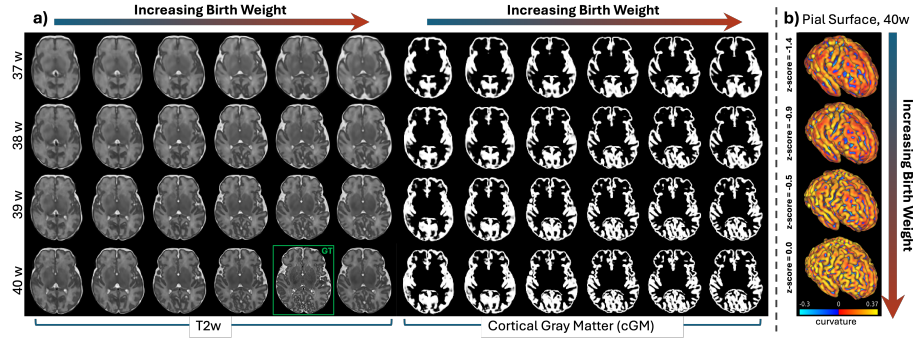 a)
Increasing Birth Weight
Increasing Birth Weight
37 w
38 w
39 w
40 w
GT
T2w
Cortical Gray Matter (cGM)
b) Pial Surface, 40w
z-score = -1.4
z-score = -0.9
z-score = -0.5
z-score = 0.0
Increasing Birth Weight
-0.3 0 0.37
curvature